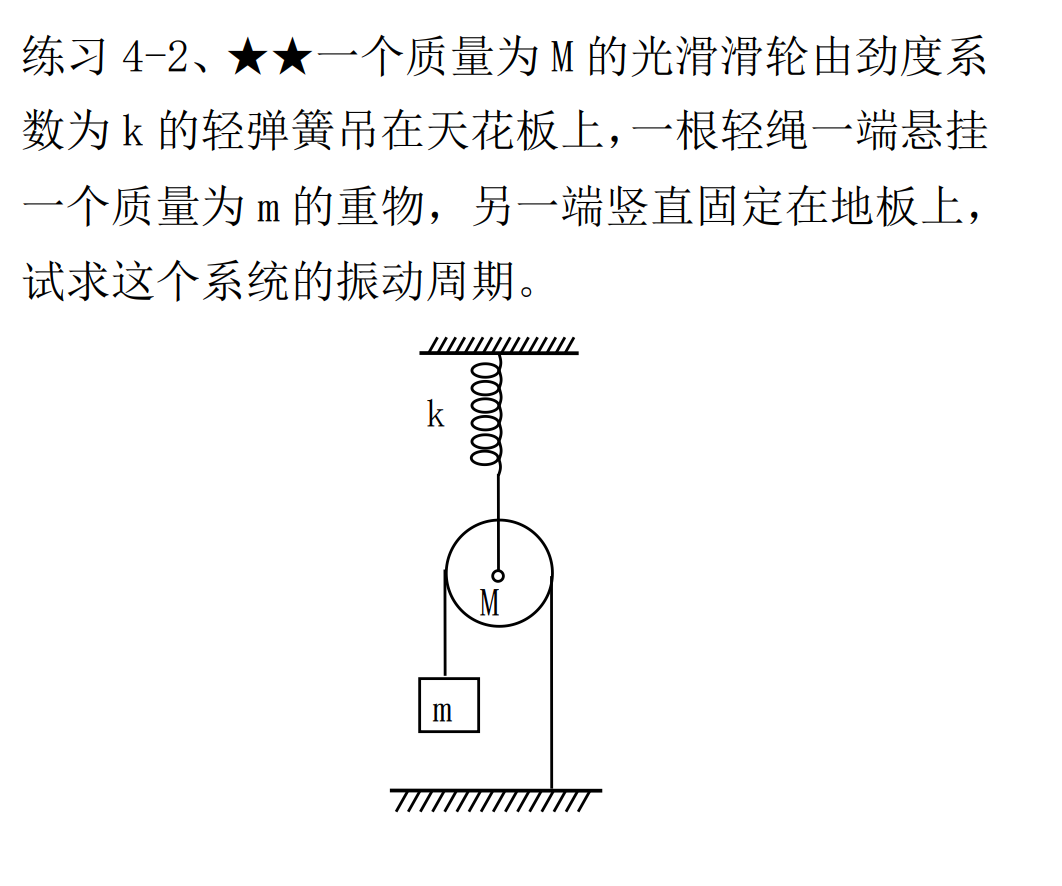 练习 4-2、★★一个质量为 M 的光滑滑轮由劲度系
数为 k 的轻弹簧吊在天花板上，一根轻绳一端悬挂
一个质量为 m 的重物，另一端竖直固定在地板上，
试求这个系统的振动周期。
k
M
m